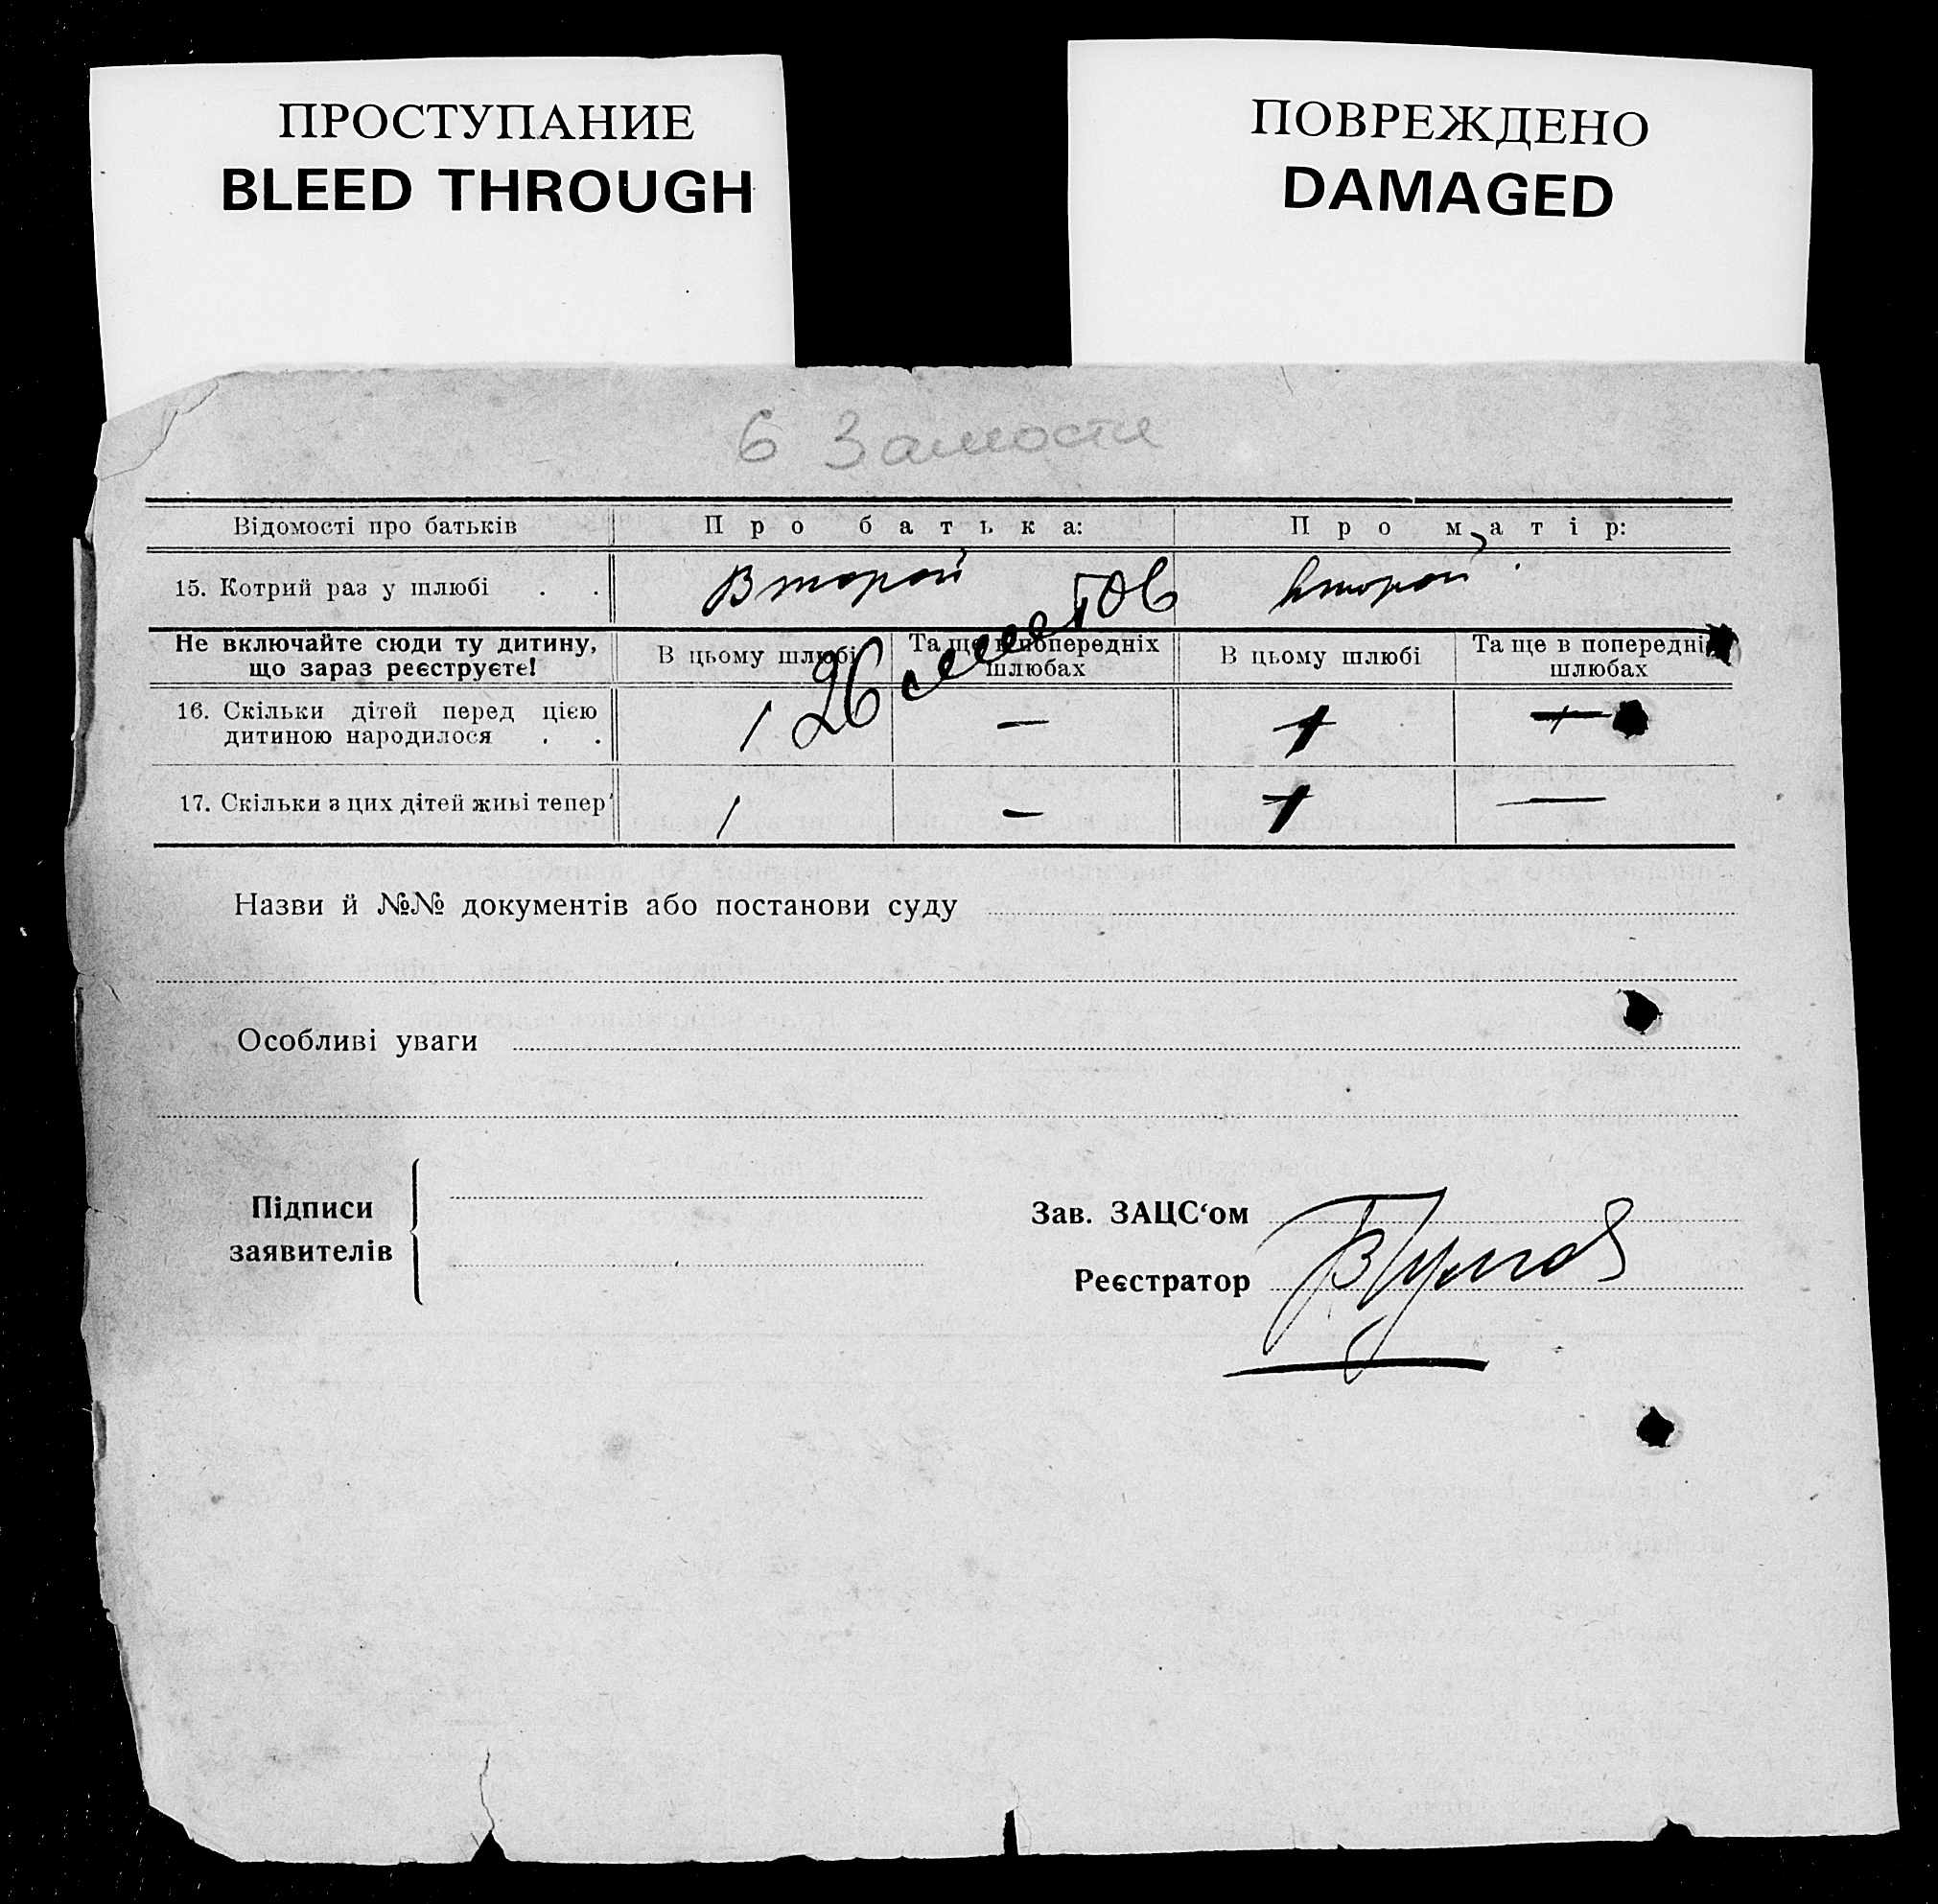 ПРОСТУПАНИЕ
BLEED THROUGH
ПОВРЕЖДЕНО
DAMAGED
6 Замости
Відомості про батьків Про батька: Про матір:
15. Котрий раз у шлюбі . . Второй второй
Не включайте сюди ту дитину, що зараз реєструєте! В цьому шлюбі Та ще в попередніх шлюбах В цьому шлюбі Та ще в попередні шлюбах
26
16. Скільки дітей перед цією дитиною народилося . . 1 — 1 —
17. Скільки з цих дітей живі тепер 1 — 1 —
Назви й №№ документів або постанови суду
Особливі уваги
Підписи заявителів
Зав. ЗАЦС‘ом
Реєстратор